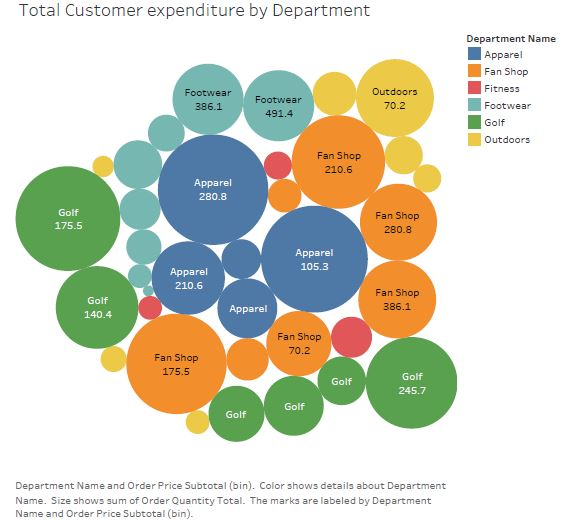 Total Customer expenditure by Department
Department Name
Apparel
Fan Shop
Fitness
Footwear
Golf
Outdoors
Footwear
386.1
Footwear
491.4
Outdoors
70.2
Fan Shop
210.6
Apparel
280.8
Golf
175.5
Fan Shop
280.8
Apparel
105.3
Apparel
210.6
Golf
140.4
Apparel
Fan Shop
386.1
Fan Shop
70.2
Fan Shop
175.5
Golf
Golf
Golf
Golf
245.7
Department Name and Order Price Subtotal (bin).  Color shows details about Department
Name.  Size shows sum of Order Quantity Total.  The marks are labeled by Department
Name and Order Price Subtotal (bin).